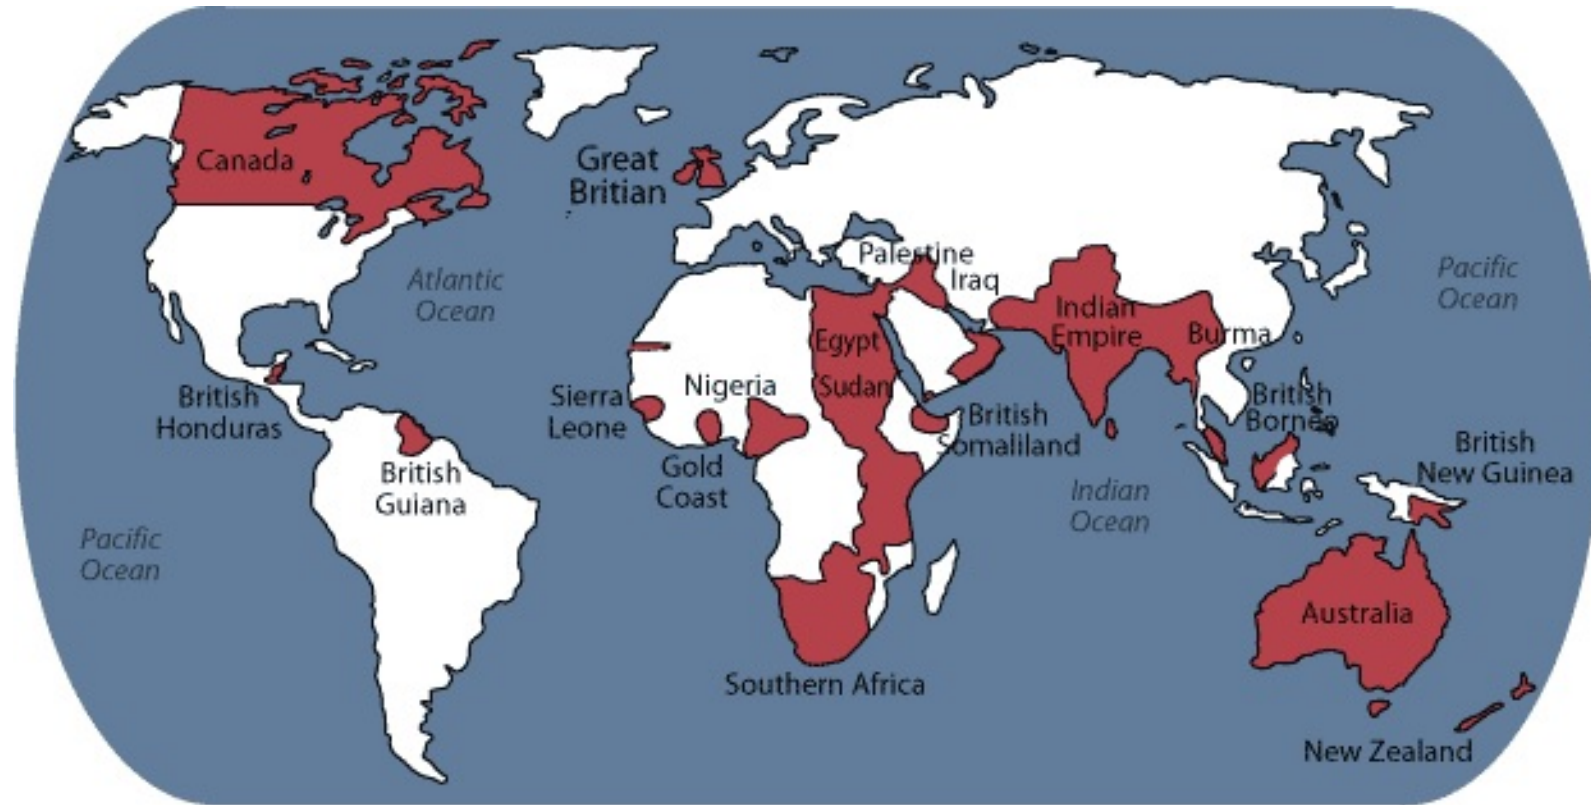 Canada
Great
Britian
Atlantic
Ocean
Palestine
Iraq
Pacific
Ocean
Indian
Empire
Burma
Egypt
Sudan
British
Honduras
Sierra
Leone
Nigeria
Gold
Coast
British
Somaliland
British
Borneo
British
New Guinea
British
Guiana
Indian
Ocean
Pacific
Ocean
Australia
Southern Africa
New Zealand